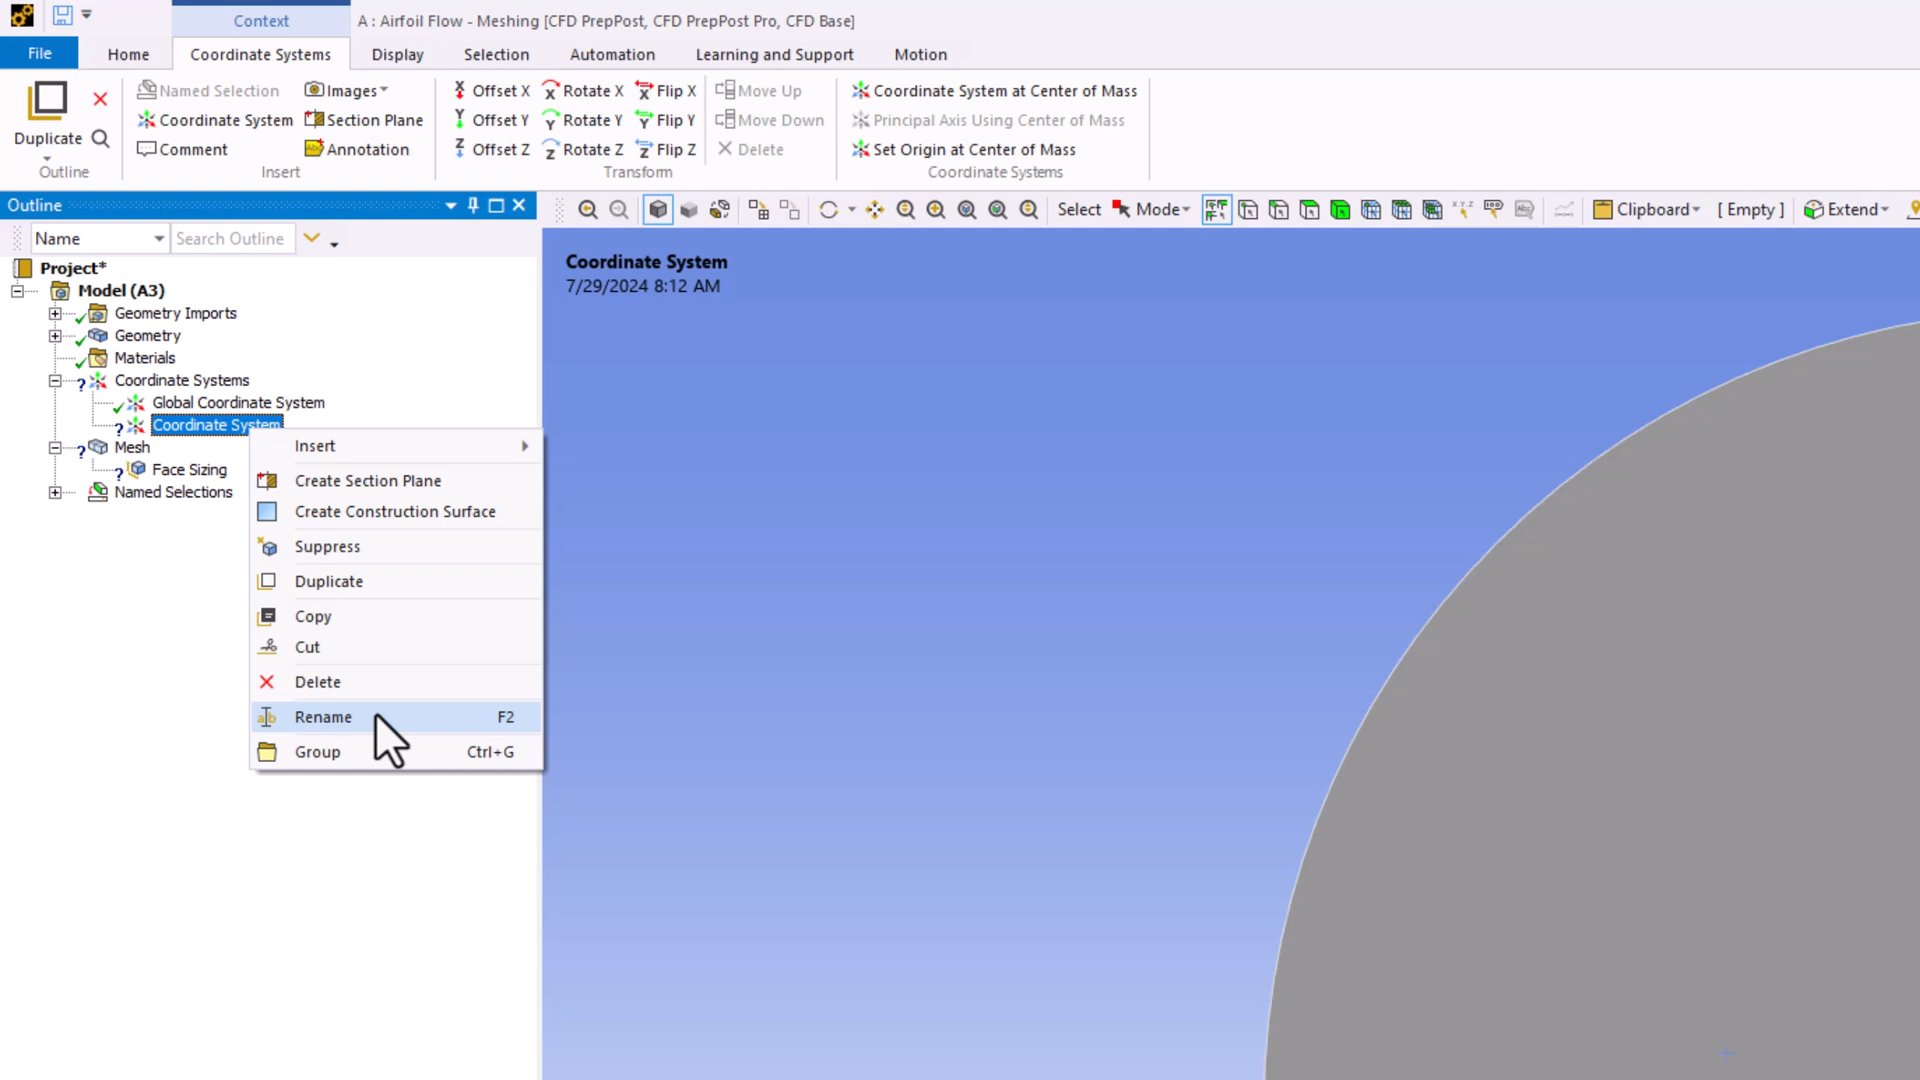 Context
A : Airfoil Flow - Meshing [CFD PrepPost, CFD PrepPost Pro, CFD Base]
File
Home
Coordinate Systems
Display
Selection
Automation
Learning and Support
Motion
Duplicate
Outline
Named Selection
Images
Coordinate System
Section Plane
Comment
Annotation
Insert
Offset X
Rotate X
Flip X
Offset Y
Rotate Y
Flip Y
Offset Z
Rotate Z
Flip Z
Transform
Move Up
Move Down
Delete
Coordinate System at Center of Mass
Principal Axis Using Center of Mass
Set Origin at Center of Mass
Coordinate Systems
Outline
Select
Mode
Clipboard
[ Empty ]
Extend
Name
Search Outline
Project*
Model (A3)
Geometry Imports
Geometry
Materials
Coordinate Systems
Global Coordinate System
Coordinate System
Mesh
Face Sizing
Named Selections
Insert
Create Section Plane
Create Construction Surface
Suppress
Duplicate
Copy
Cut
Delete
Rename F2
Group Ctrl+G
Coordinate System
7/29/2024 8:12 AM